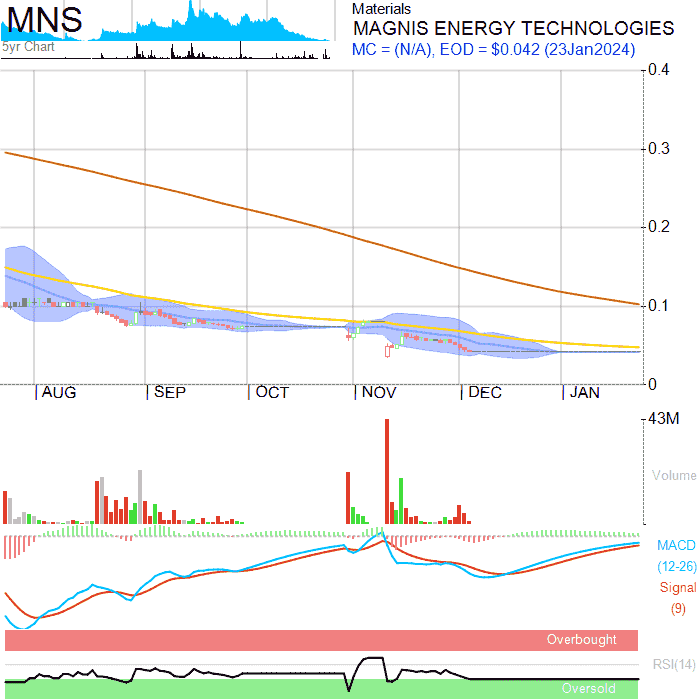 MNS
5yr Chart
Materials
MAGNIS ENERGY TECHNOLOGIES
MC = (N/A), EOD = $0.042 (23Jan2024)
0.4
0.3
0.2
0.1
0
AUG SEP OCT NOV DEC JAN
43M
Volume
MACD
(12-26)
Signal
(9)
Overbought
RSI(14)
Oversold